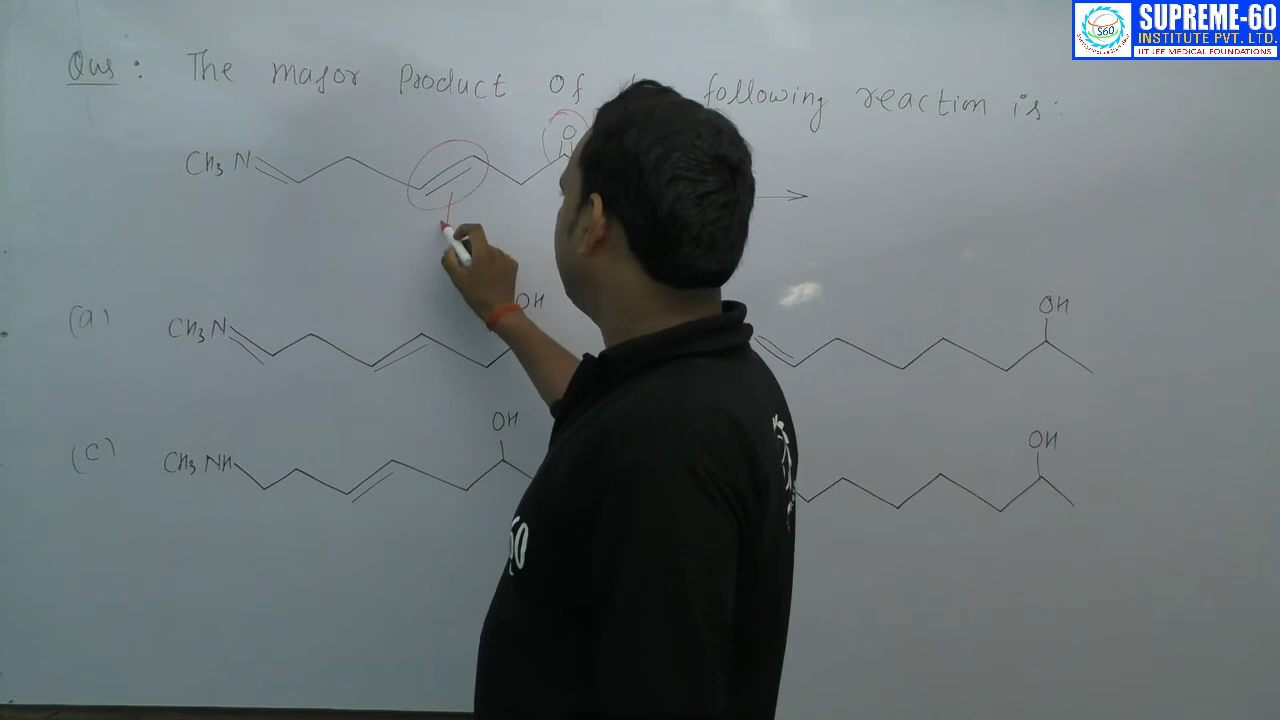 SUPREME-60
INSTITUTE PVT. LTD.
IIT JEE MEDICAL FOUNDATIONS
S60
Qus : The major Product Of following reaction is :
O
CH3 N
(a) CH3 N OH
OH
(c) CH3 NH OH
OH